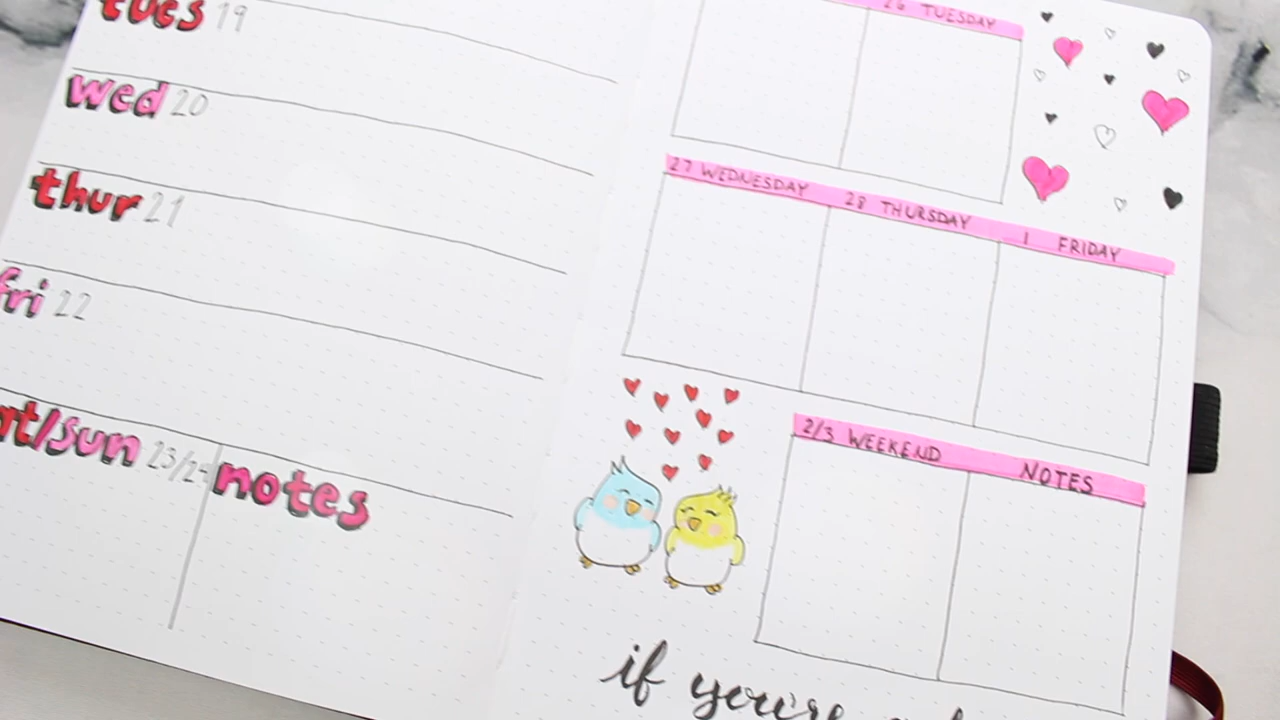 tues 19
wed 20
thur 21
fri 22
sat/sun 23/24
notes
26 TUESDAY
27 WEDNESDAY
28 THURSDAY
1 FRIDAY
2/3 WEEKEND
NOTES
if you're